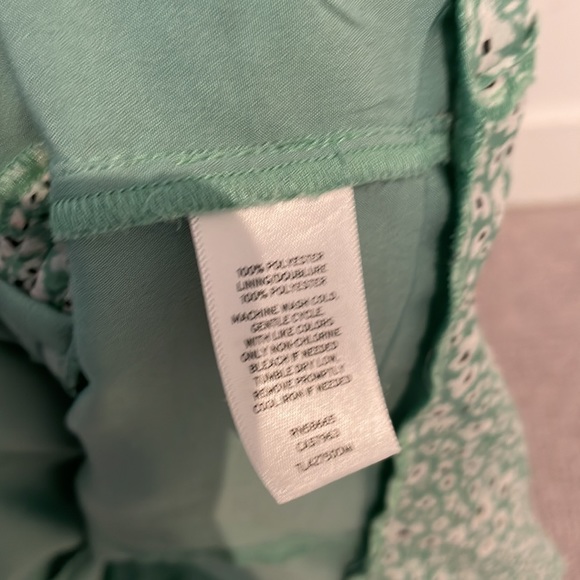 100% POLYESTER
LINING/DOUBLURE
100% POLYESTER
MACHINE WASH COLD,
GENTLE CYCLE,
WITH LIKE COLORS
ONLY NON-CHLORINE
BLEACH IF NEEDED
TUMBLE DRY LOW,
REMOVE PROMPTLY
COOL IRON IF NEEDED